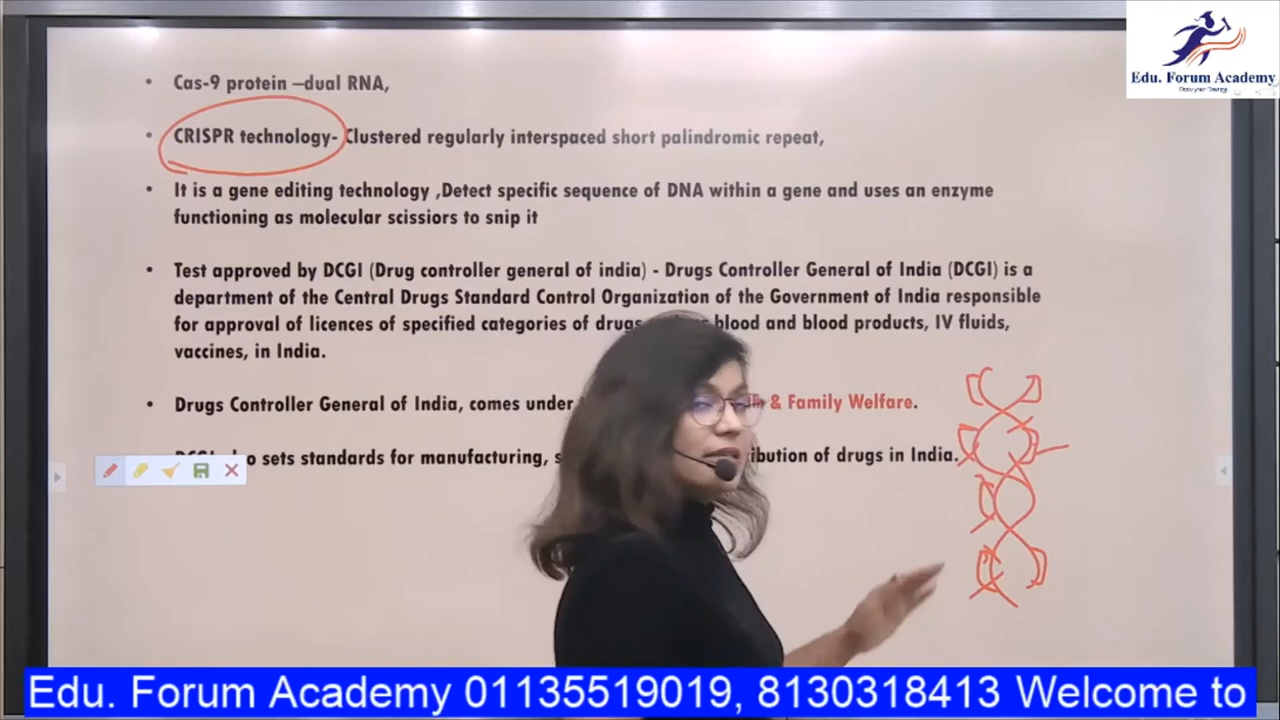 Edu. Forum Academy
Cas-9 protein –dual RNA,
CRISPR technology- Clustered regularly interspaced short palindromic repeat,
It is a gene editing technology ,Detect specific sequence of DNA within a gene and uses an enzyme
functioning as molecular scissiors to snip it
Test approved by DCGI (Drug controller general of india) - Drugs Controller General of India (DCGI) is a
department of the Central Drugs Standard Control Organization of the Government of India responsible
for approval of licences of specified categories of drugs blood and blood products, IV fluids,
vaccines, in India.
Drugs Controller General of India, comes under & Family Welfare.
sets standards for manufacturing, of drugs in India.
Edu. Forum Academy 01135519019, 8130318413 Welcome to